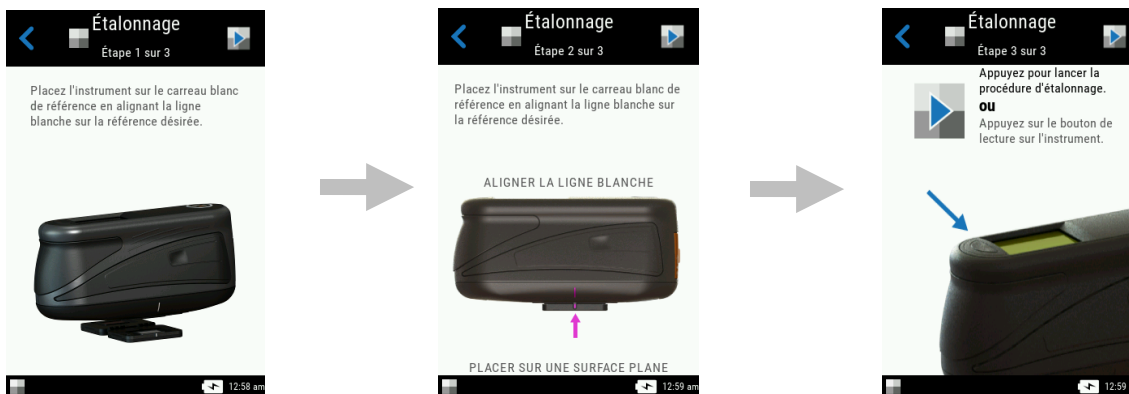 Étalonnage
Étape 1 sur 3
Placez l'instrument sur le carreau blanc
de référence en alignant la ligne
blanche sur la référence désirée.
12:58 am
Étalonnage
Étape 2 sur 3
Placez l'instrument sur le carreau blanc de
référence en alignant la ligne blanche sur
la référence désirée.
ALIGNER LA LIGNE BLANCHE
PLACER SUR UNE SURFACE PLANE
12:59 am
Étalonnage
Étape 3 sur 3
Appuyez pour lancer la
procédure d'étalonnage.
ou
Appuyez sur le bouton de
lecture sur l'instrument.
12:59